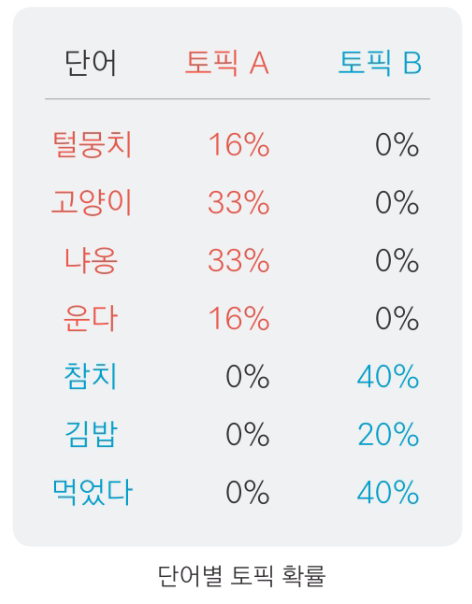 단어 토픽 A 토픽 B
털뭉치 16% 0%
고양이 33% 0%
냐옹 33% 0%
운다 16% 0%
참치 0% 40%
김밥 0% 20%
먹었다 0% 40%
단어별 토픽 확률